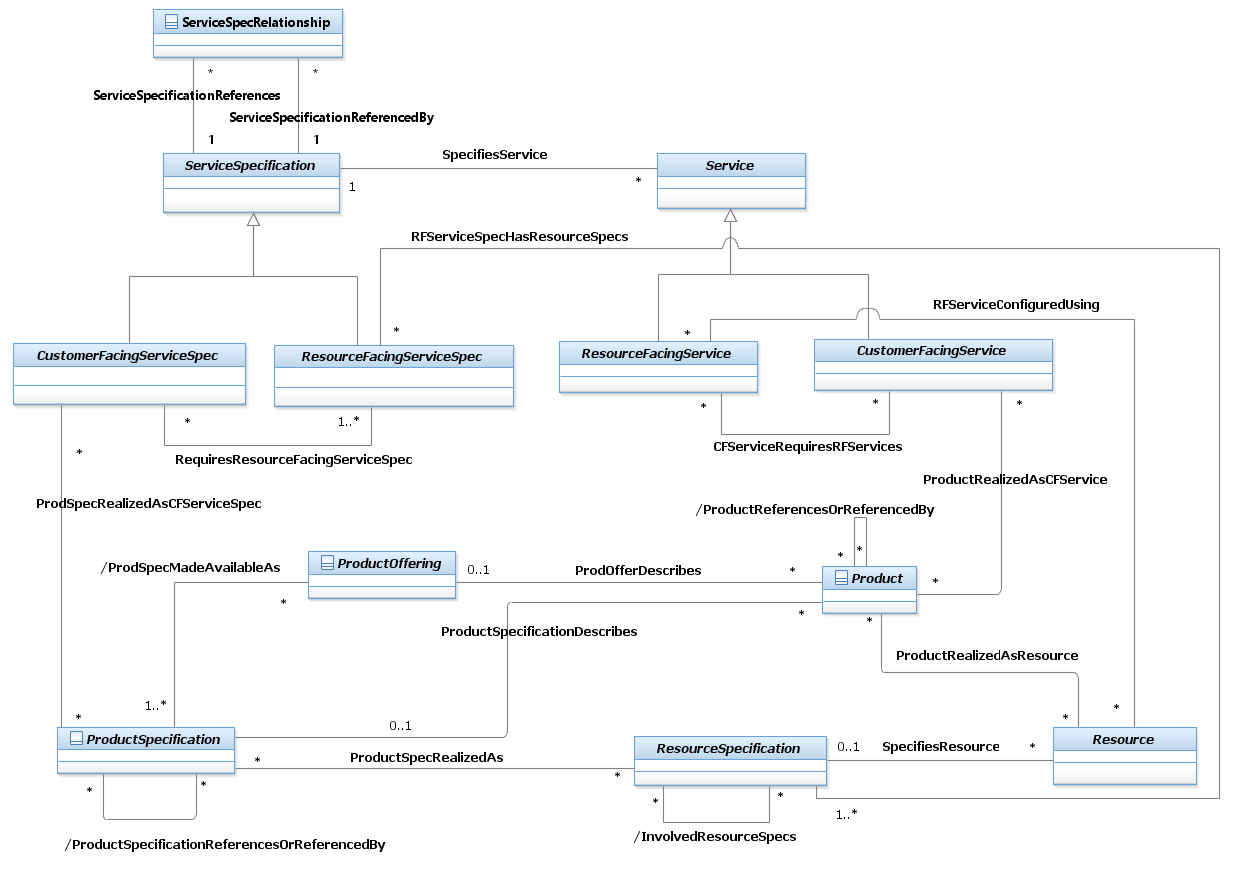 ServiceSpecRelationship
*
*
ServiceSpecificationReferences
ServiceSpecificationReferencedBy
1
1
ServiceSpecification
SpecifiesService
Service
1
*
RFServiceSpecHasResourceSpecs
RFServiceConfiguredUsing
*
*
CustomerFacingServiceSpec
ResourceFacingServiceSpec
ResourceFacingService
CustomerFacingService
*
1..*
*
*
*
*
RequiresResourceFacingServiceSpec
CFServiceRequiresRFServices
ProductRealizedAsCFService
ProdSpecRealizedAsCFServiceSpec
/ProductReferencesOrReferencedBy
*
*
/ProdSpecMadeAvailableAs
ProductOffering
0..1
ProdOfferDescribes
*
Product
*
*
*
*
ProductSpecificationDescribes
ProductRealizedAsResource
1..*
*
0..1
*
*
ProductSpecification
ResourceSpecification
0..1
SpecifiesResource
*
Resource
*
ProductSpecRealizedAs
*
*
*
*
*
1..*
/ProductSpecificationReferencesOrReferencedBy
/InvolvedResourceSpecs